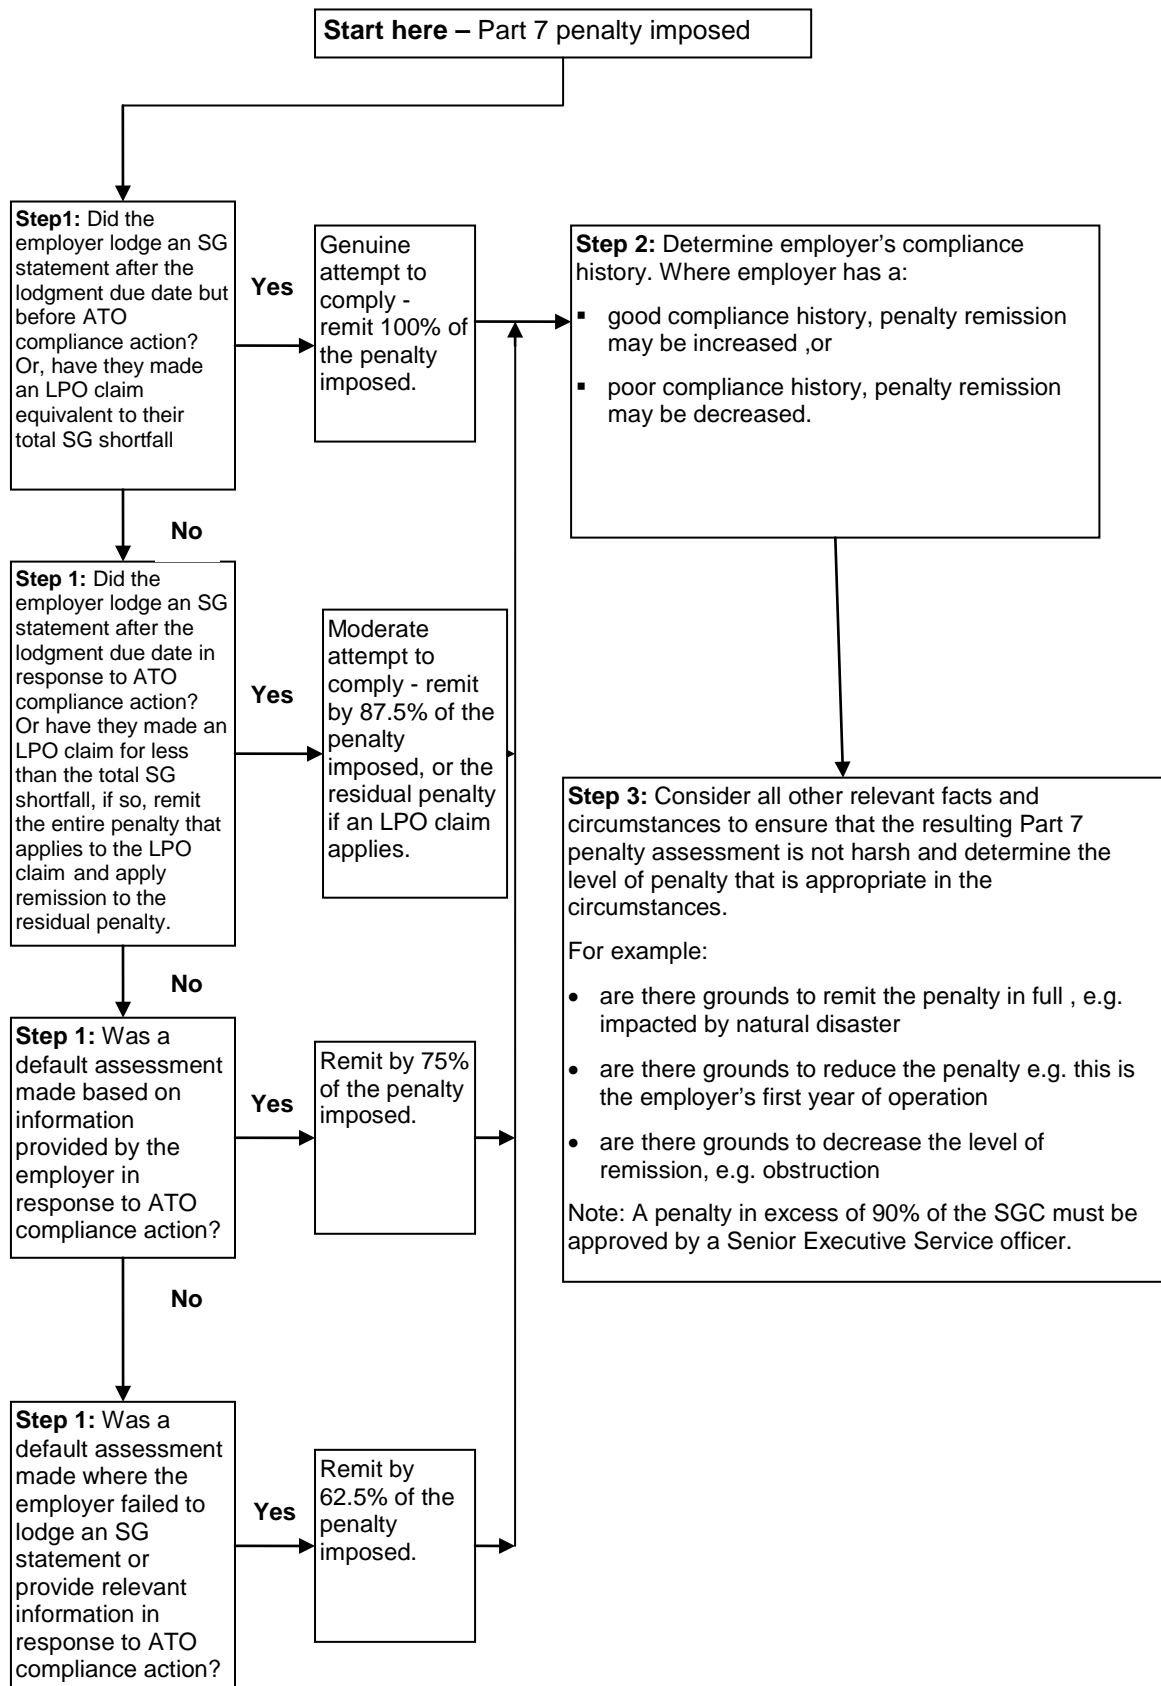 Start here – Part 7 penalty imposed
Step1: Did the
employer lodge an SG
statement after the
lodgment due date but
before ATO
compliance action?
Or, have they made
an LPO claim
equivalent to their
total SG shortfall
Yes
Genuine
attempt to
comply -
remit 100% of
the penalty
imposed.
Step 2: Determine employer's compliance
history. Where employer has a:
▪ good compliance history, penalty remission
may be increased ,or
▪ poor compliance history, penalty remission
may be decreased.
No
Step 1: Did the
employer lodge an SG
statement after the
lodgment due date in
response to ATO
compliance action?
Or have they made an
LPO claim for less
than the total SG
shortfall, if so, remit
the entire penalty that
applies to the LPO
claim and apply
remission to the
residual penalty.
Yes
Moderate
attempt to
comply - remit
by 87.5% of the
penalty
imposed, or the
residual penalty
if an LPO claim
applies.
Step 3: Consider all other relevant facts and
circumstances to ensure that the resulting Part 7
penalty assessment is not harsh and determine the
level of penalty that is appropriate in the
circumstances.
For example:
• are there grounds to remit the penalty in full , e.g.
impacted by natural disaster
• are there grounds to reduce the penalty e.g. this is
the employer's first year of operation
• are there grounds to decrease the level of
remission, e.g. obstruction
Note: A penalty in excess of 90% of the SGC must be
approved by a Senior Executive Service officer.
No
Step 1: Was a
default assessment
made based on
information
provided by the
employer in
response to ATO
compliance action?
Yes
Remit by 75%
of the penalty
imposed.
No
Step 1: Was a
default assessment
made where the
employer failed to
lodge an SG
statement or
provide relevant
information in
response to ATO
compliance action?
Yes
Remit by
62.5% of the
penalty
imposed.